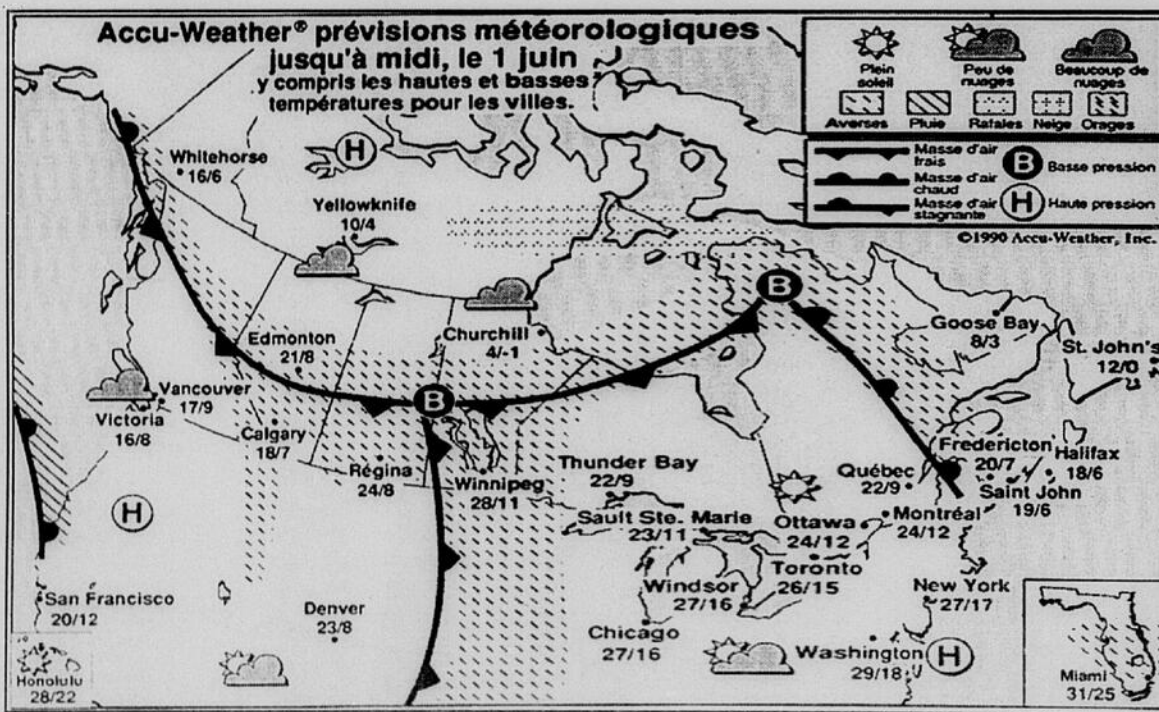 Accu-Weather® prévisions météorologiques
jusqu'à midi, le 1 juin
y compris les hautes et basses
températures pour les villes.
Plein
soleil
Peu de
nuages
Beaucoup de
nuages
Averses
Pluie
Rafales
Neige
Orages
Masse d'air
frais
Masse d'air
chaud
Masse d'air
stagnante
B
Basse pression
H
Haute pression
©1990 Accu-Weather, Inc.
H
Whitehorse
16/6
Yellowknife
10/4
B
Churchill
4/-1
Goose Bay
8/3
St. John's
12/0
Edmonton
21/8
Vancouver
17/9
Victoria
16/8
B
Calgary
18/7
Régina
24/8
Winnipeg
28/11
Thunder Bay
22/9
Québec
22/9
Fredericton
20/7
Halifax
18/6
Saint John
19/6
H
Sault Ste. Marie
23/11
Ottawa
24/12
Montréal
24/12
Toronto
26/15
Windsor
27/16
New York
27/17
San Francisco
20/12
Denver
23/8
Chicago
27/16
Washington
29/18
H
Honolulu
28/22
Miami
31/25